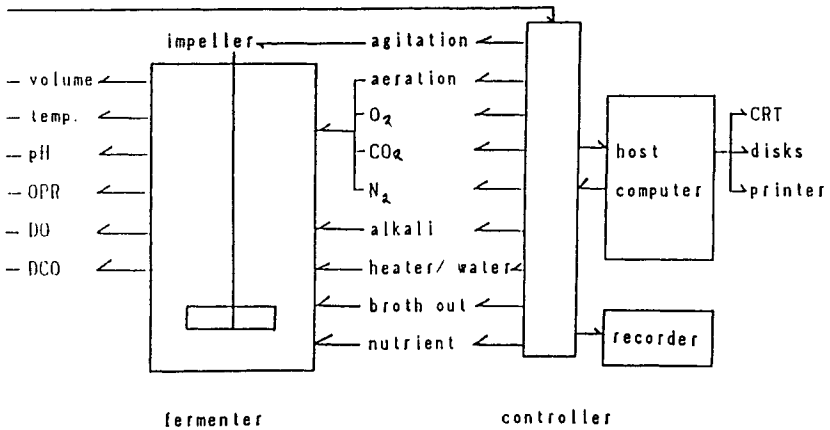 impeller
agitation
volume
aeration
temp.
O₂
pH
CO₂
OPR
N₂
DO
alkali
DCO
heater/ water
broth out
nutrient
host
computer
CRT
disks
printer
recorder
fermenter
controller